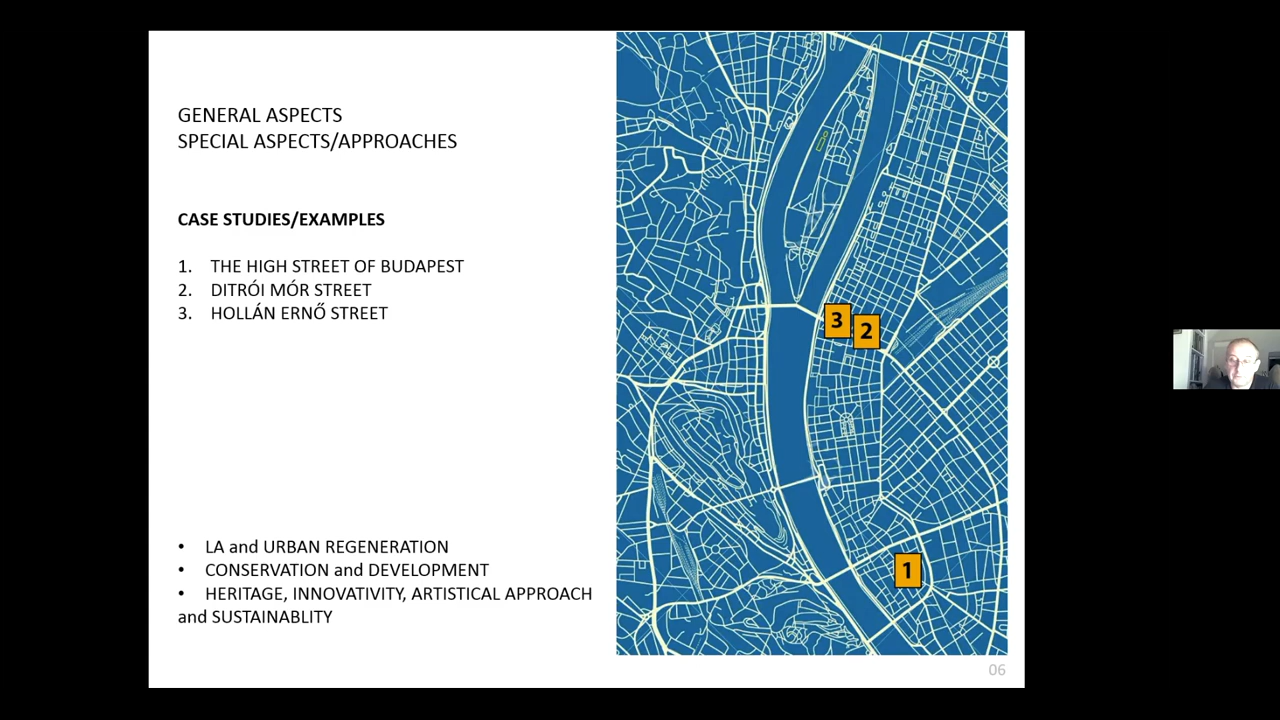 GENERAL ASPECTS
SPECIAL ASPECTS/APPROACHES
CASE STUDIES/EXAMPLES
1. THE HIGH STREET OF BUDAPEST
2. DITRÓI MÓR STREET
3. HOLLÁN ERNŐ STREET
3
2
1
• LA and URBAN REGENERATION
• CONSERVATION and DEVELOPMENT
• HERITAGE, INNOVATIVITY, ARTISTICAL APPROACH
and SUSTAINABLITY
06